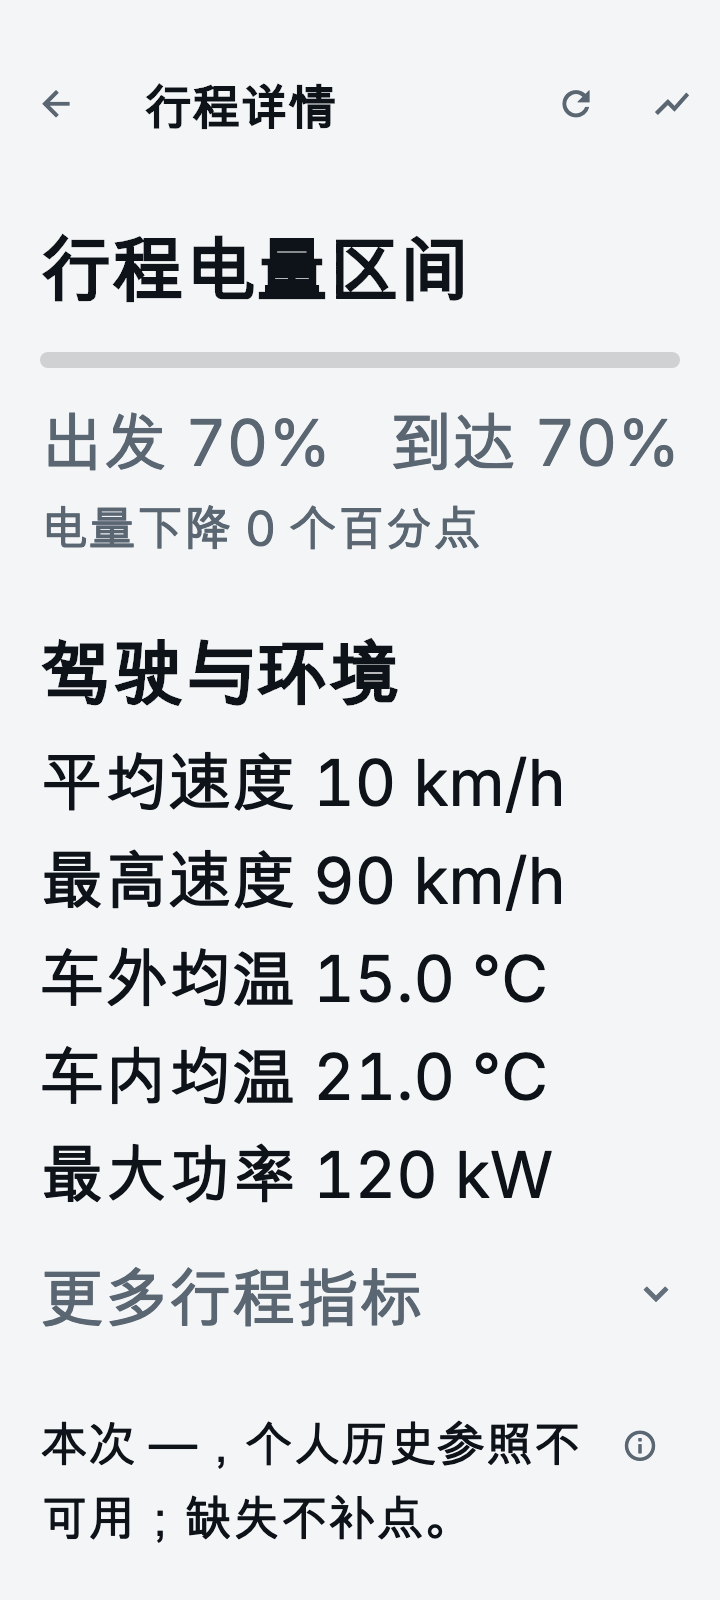 行程详情
行程电量区间
出发 70% 到达 70%
电量下降 0 个百分点
驾驶与环境
平均速度 10 km/h
最高速度 90 km/h
车外均温 15.0 °C
车内均温 21.0 °C
最大功率 120 kW
更多行程指标
本次 — ，个人历史参照不
可用；缺失不补点。